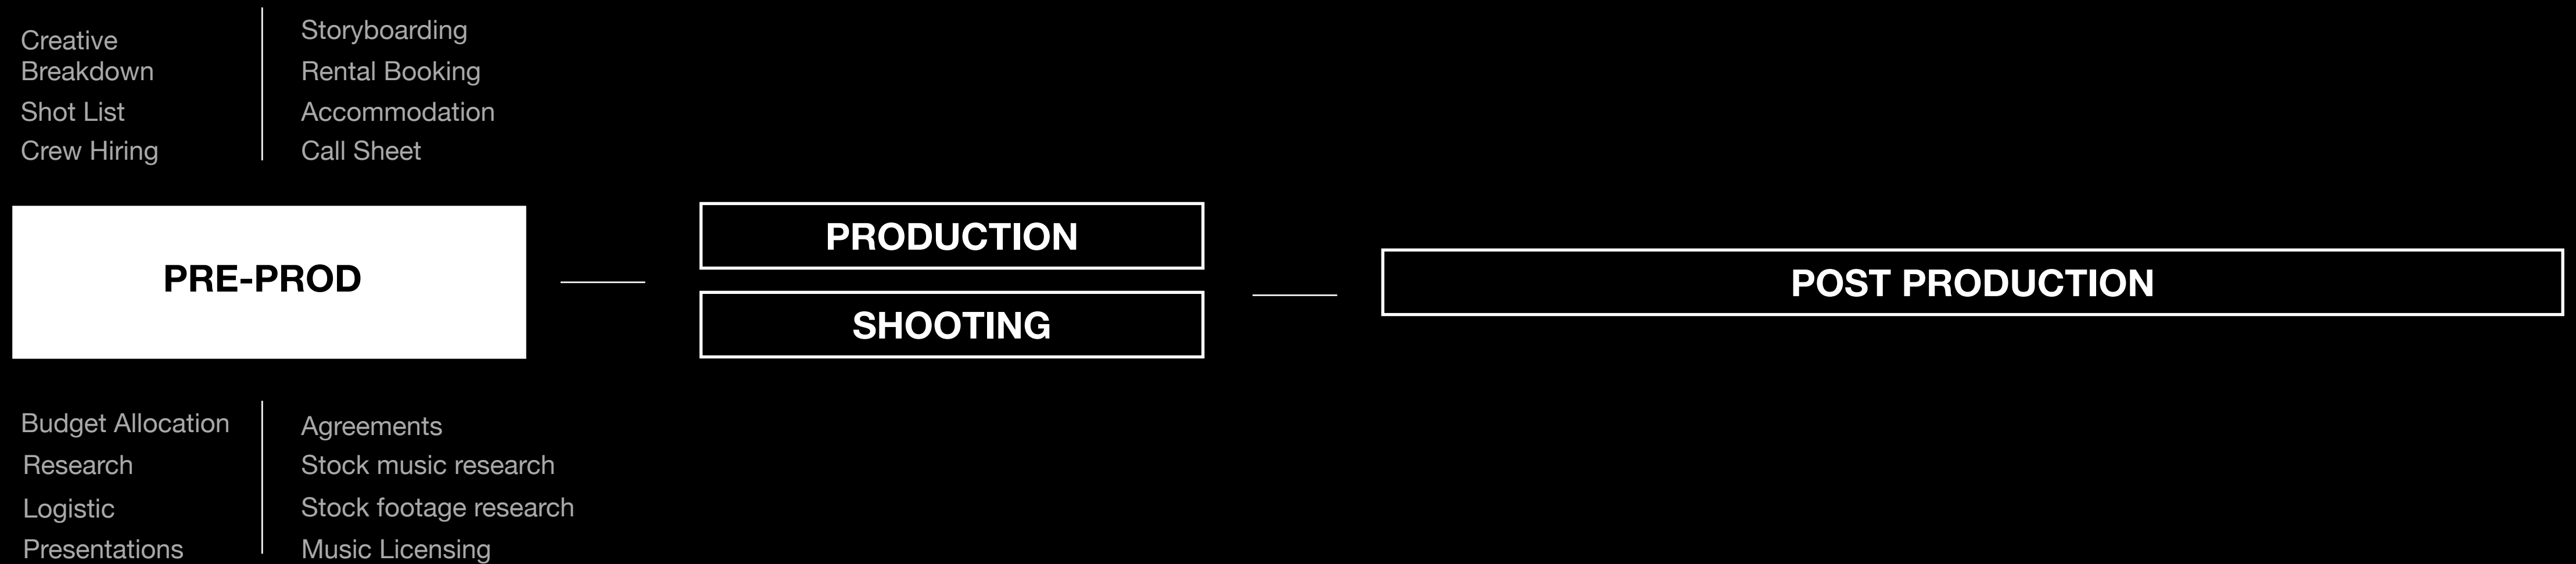 Creative
Breakdown
Shot List
Crew Hiring
Storyboarding
Rental Booking
Accommodation
Call Sheet
PRE-PROD
PRODUCTION
SHOOTING
POST PRODUCTION
Budget Allocation
Research
Logistic
Presentations
Agreements
Stock music research
Stock footage research
Music Licensing